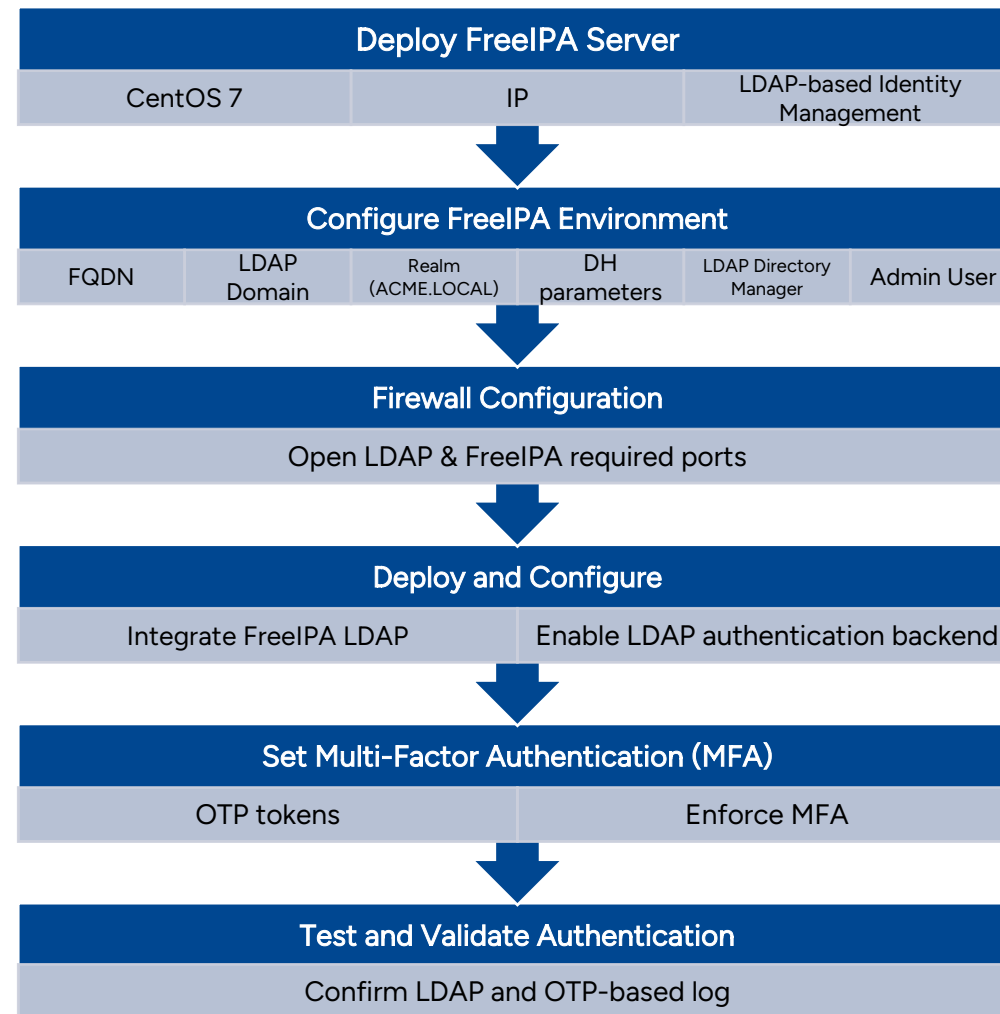 Deploy FreeIPA Server
CentOS 7
IP
LDAP-based Identity
Management
Configure FreeIPA Environment
FQDN
LDAP
Domain
Realm
(ACME.LOCAL)
DH
parameters
LDAP Directory
Manager
Admin User
Firewall Configuration
Open LDAP & FreeIPA required ports
Deploy and Configure
Integrate FreeIPA LDAP
Enable LDAP authentication backend
Set Multi-Factor Authentication (MFA)
OTP tokens
Enforce MFA
Test and Validate Authentication
Confirm LDAP and OTP-based log